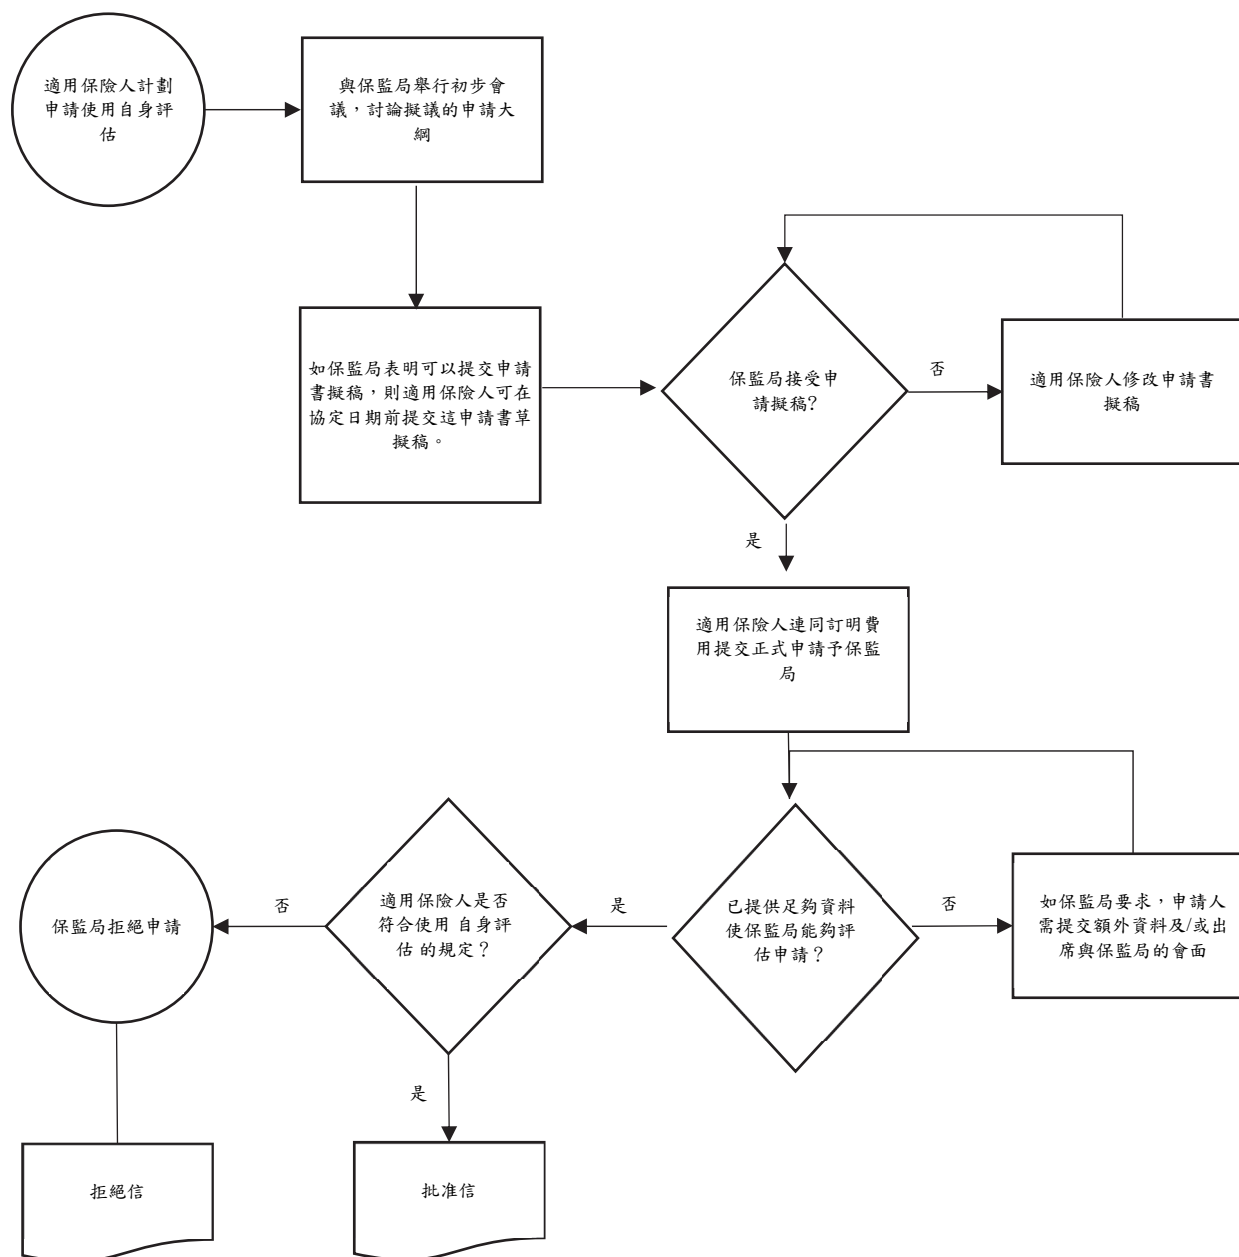 適用保險人計劃
申請使用自身評
估
與保監局舉行初步會
議，討論擬議的申請大
綱
如保監局表明可以提交申請
書擬稿，則適用保險人可在
協定日期前提交這申請書草
擬稿。
保監局接受申
請擬稿?
否
適用保險人修改申請書
擬稿
是
適用保險人連同訂明費
用提交正式申請予保監
局
已提供足夠資料
使保監局能夠評
估申請？
否
如保監局要求，申請人
需提交額外資料及/或出
席與保監局的會面
是
適用保險人是否
符合使用 自身評
估 的規定？
否
保監局拒絕申請
是
拒絕信
批准信